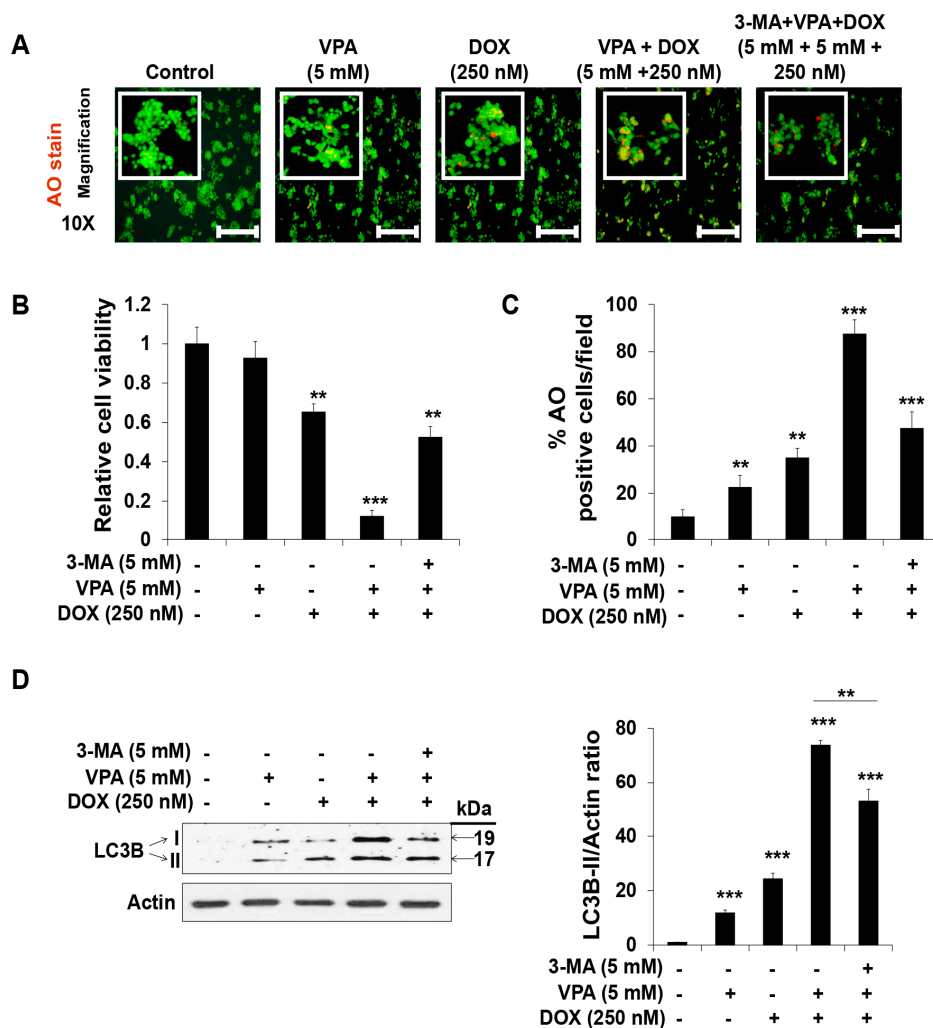 A
Control
VPA
(5 mM)
DOX
(250 nM)
VPA + DOX
(5 mM +250 nM)
3-MA+VPA+DOX
(5 mM + 5 mM +
250 nM)
AO stain
Magnification
10X
B
Relative cell viability
1.2
1
0.8
0.6
0.4
0.2
0
** *** **
3-MA (5 mM) - - - - +
VPA (5 mM) - + - + +
DOX (250 nM) - - + + +
C
% AO
positive cells/field
100
80
60
40
20
0
** ** *** ***
3-MA (5 mM) - - - - +
VPA (5 mM) - + - + +
DOX (250 nM) - - + + +
D
3-MA (5 mM) - - - - +
VPA (5 mM) - + - + +
DOX (250 nM) - - + + +
kDa
LC3B
I
II
19
17
Actin
LC3B-II/Actin ratio
80
60
40
20
0
**
*** *** *** ***
3-MA (5 mM) - - - - +
VPA (5 mM) - + - + +
DOX (250 nM) - - + + +